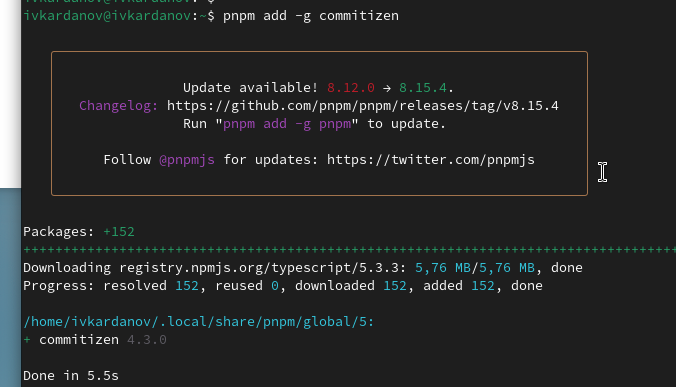 ivkardanov@ivkardanov:~$ pnpm add -g commitizen
Update available! 8.12.0 → 8.15.4.
Changelog: https://github.com/pnpm/pnpm/releases/tag/v8.15.4
Run "pnpm add -g pnpm" to update.
Follow @pnpmjs for updates: https://twitter.com/pnpmjs
Packages: +152
++++++++++++++++++++++++++++++++++++++++++++++++++++++++++++++++++++++++++++++++++
Downloading registry.npmjs.org/typescript/5.3.3: 5,76 MB/5,76 MB, done
Progress: resolved 152, reused 0, downloaded 152, added 152, done
/home/ivkardanov/.local/share/pnpm/global/5:
+ commitizen 4.3.0
Done in 5.5s